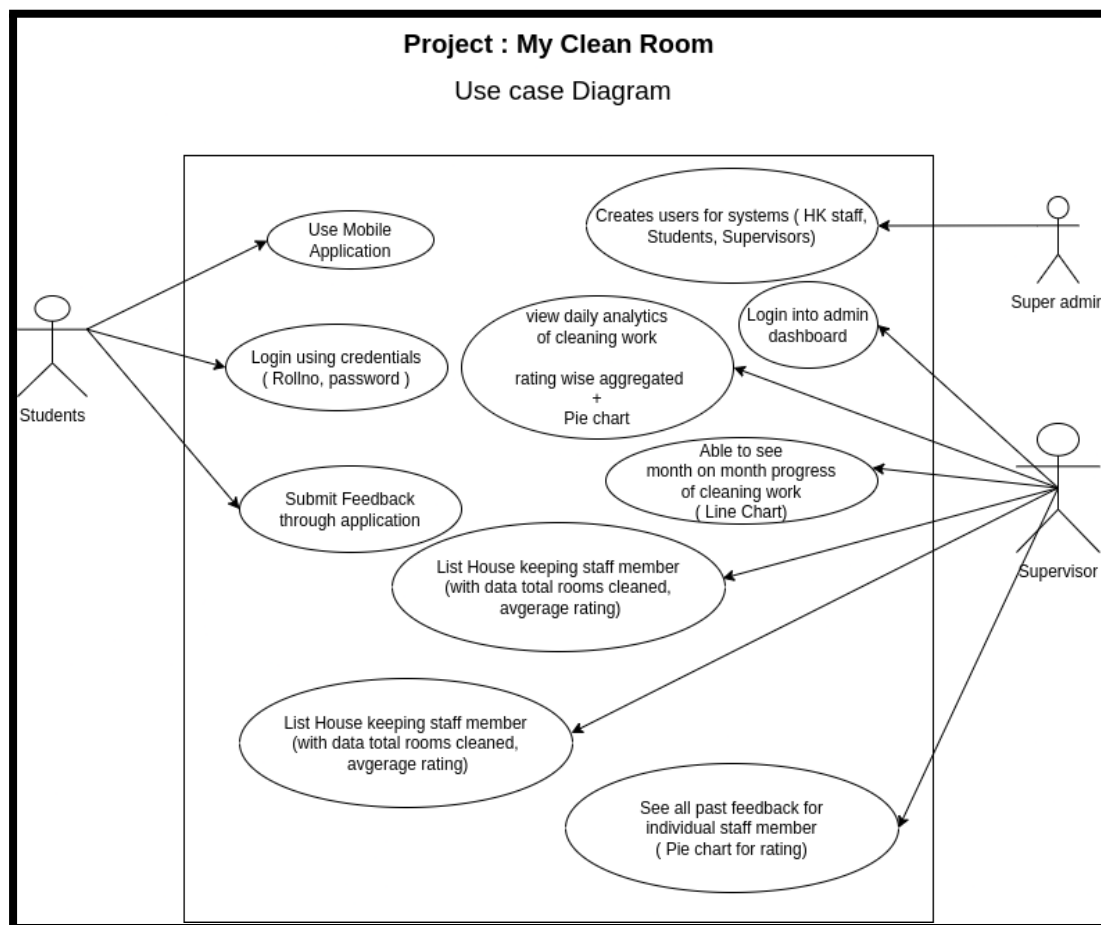 Project : My Clean Room
Use case Diagram
Use Mobile
Application
Login using credentials
( Rollno, password )
Submit Feedback
through application
Students
Creates users for systems ( HK staff,
Students, Supervisors)
Super admin
Login into admin
dashboard
view daily analytics
of cleaning work
rating wise aggregated
+
Pie chart
Able to see
month on month progress
of cleaning work
( Line Chart)
Supervisor
List House keeping staff member
(with data total rooms cleaned,
avgerage rating)
List House keeping staff member
(with data total rooms cleaned,
avgerage rating)
See all past feedback for
individual staff member
( Pie chart for rating)